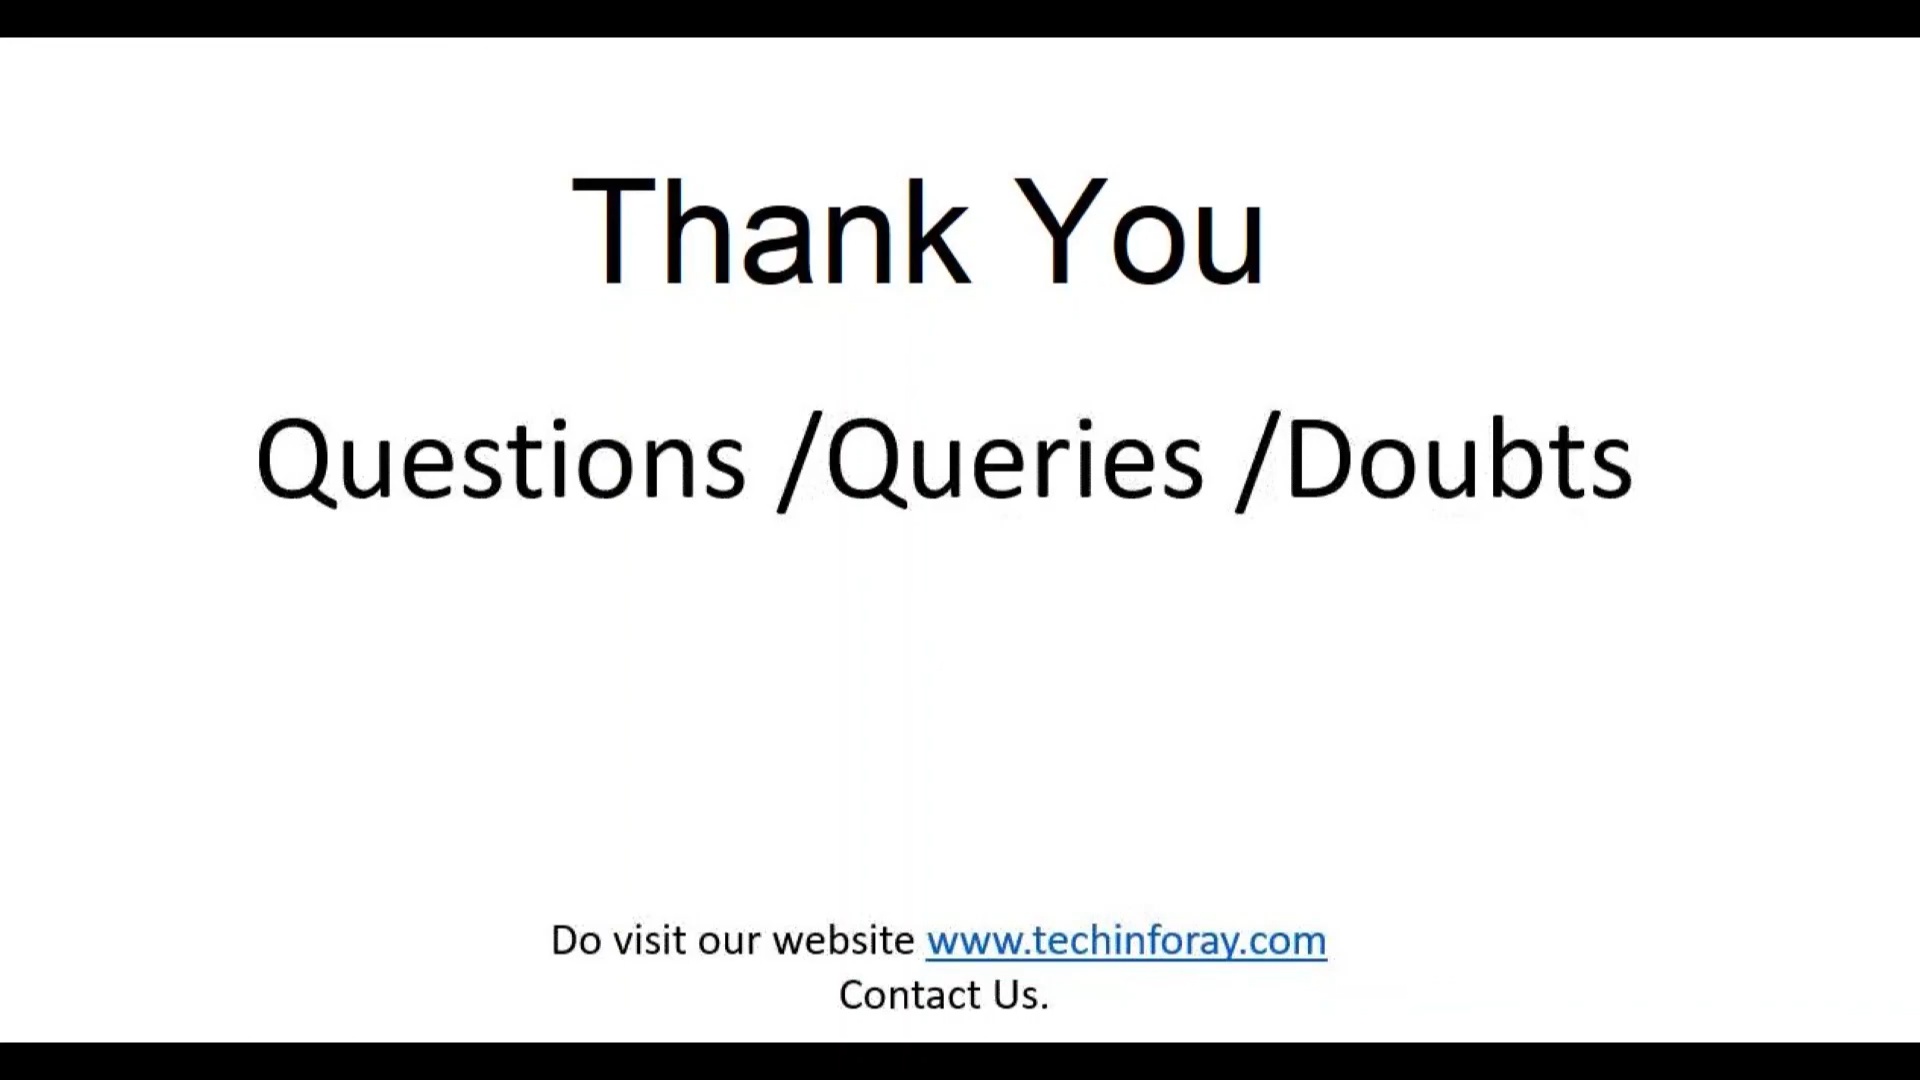 Thank You
Questions /Queries /Doubts
Do visit our website www.techinforay.com
Contact Us.